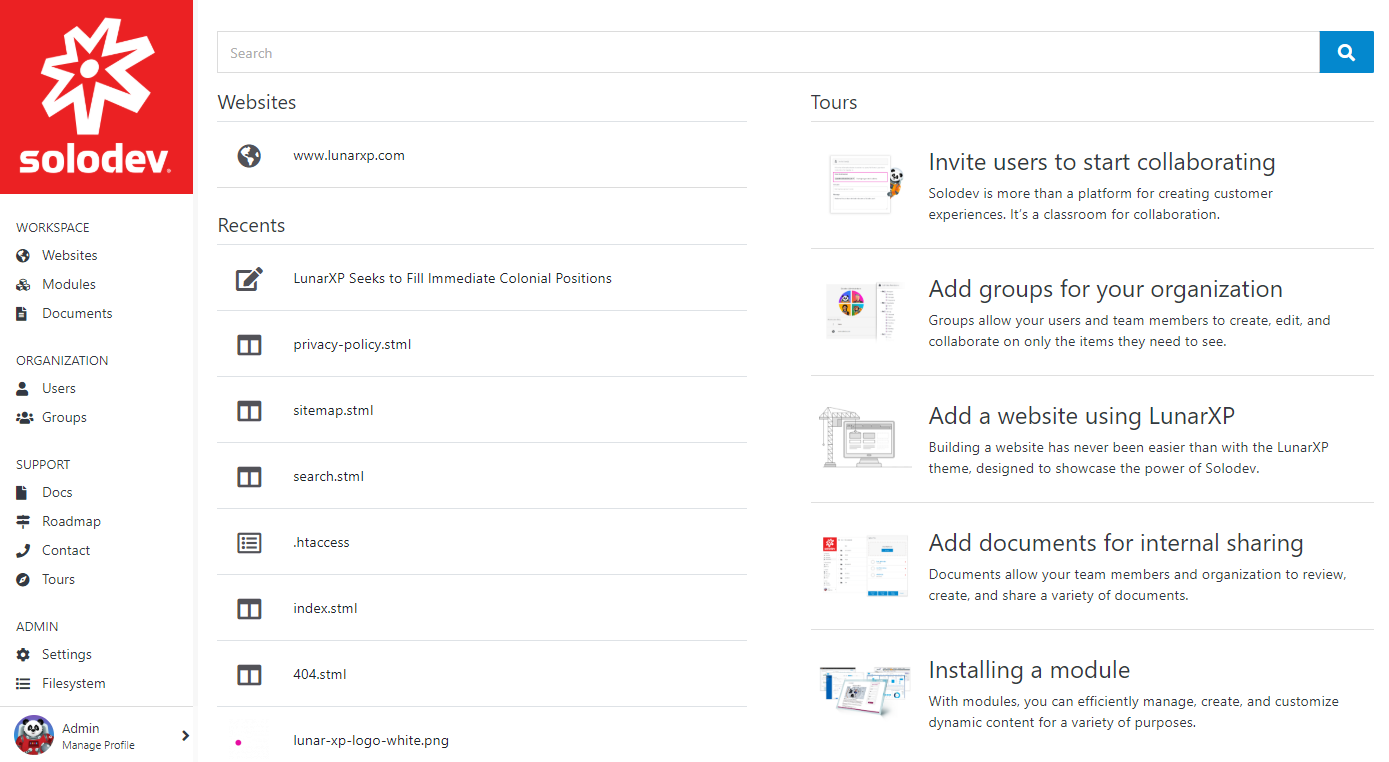 solodev.
WORKSPACE
Websites
Modules
Documents
ORGANIZATION
Users
Groups
SUPPORT
Docs
Roadmap
Contact
Tours
ADMIN
Settings
Filesystem
Admin
Manage Profile
Search
Websites
www.lunarxp.com
Recents
LunarXP Seeks to Fill Immediate Colonial Positions
privacy-policy.stml
sitemap.stml
search.stml
.htaccess
index.stml
404.stml
lunar-xp-logo-white.png
Tours
Invite users to start collaborating
Solodev is more than a platform for creating customer
experiences. It’s a classroom for collaboration.
Add groups for your organization
Groups allow your users and team members to create, edit, and
collaborate on only the items they need to see.
Add a website using LunarXP
Building a website has never been easier than with the LunarXP
theme, designed to showcase the power of Solodev.
Add documents for internal sharing
Documents allow your team members and organization to review,
create, and share a variety of documents.
Installing a module
With modules, you can efficiently manage, create, and customize
dynamic content for a variety of purposes.